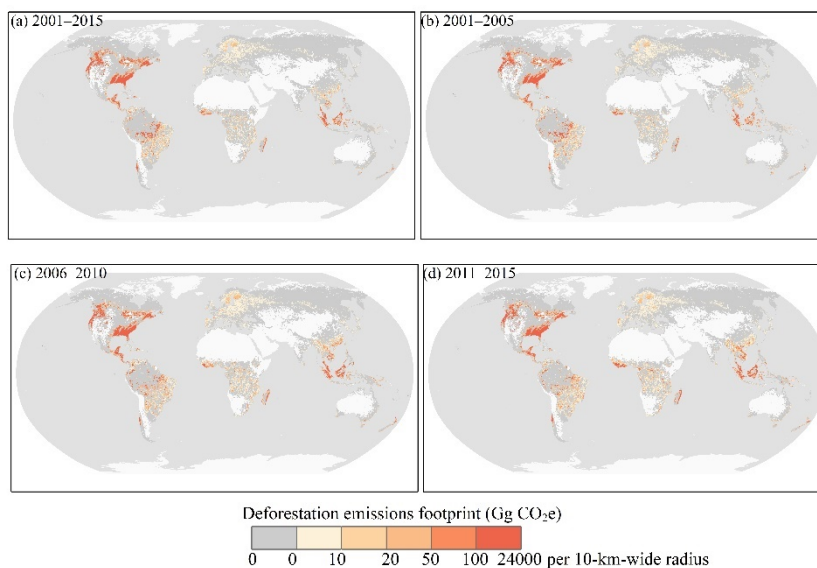 (a) 2001–2015
(b) 2001–2005
(c) 2006–2010
(d) 2011–2015
Deforestation emissions footprint (Gg CO₂e)
0 0 10 20 50 100 24000 per 10-km-wide radius